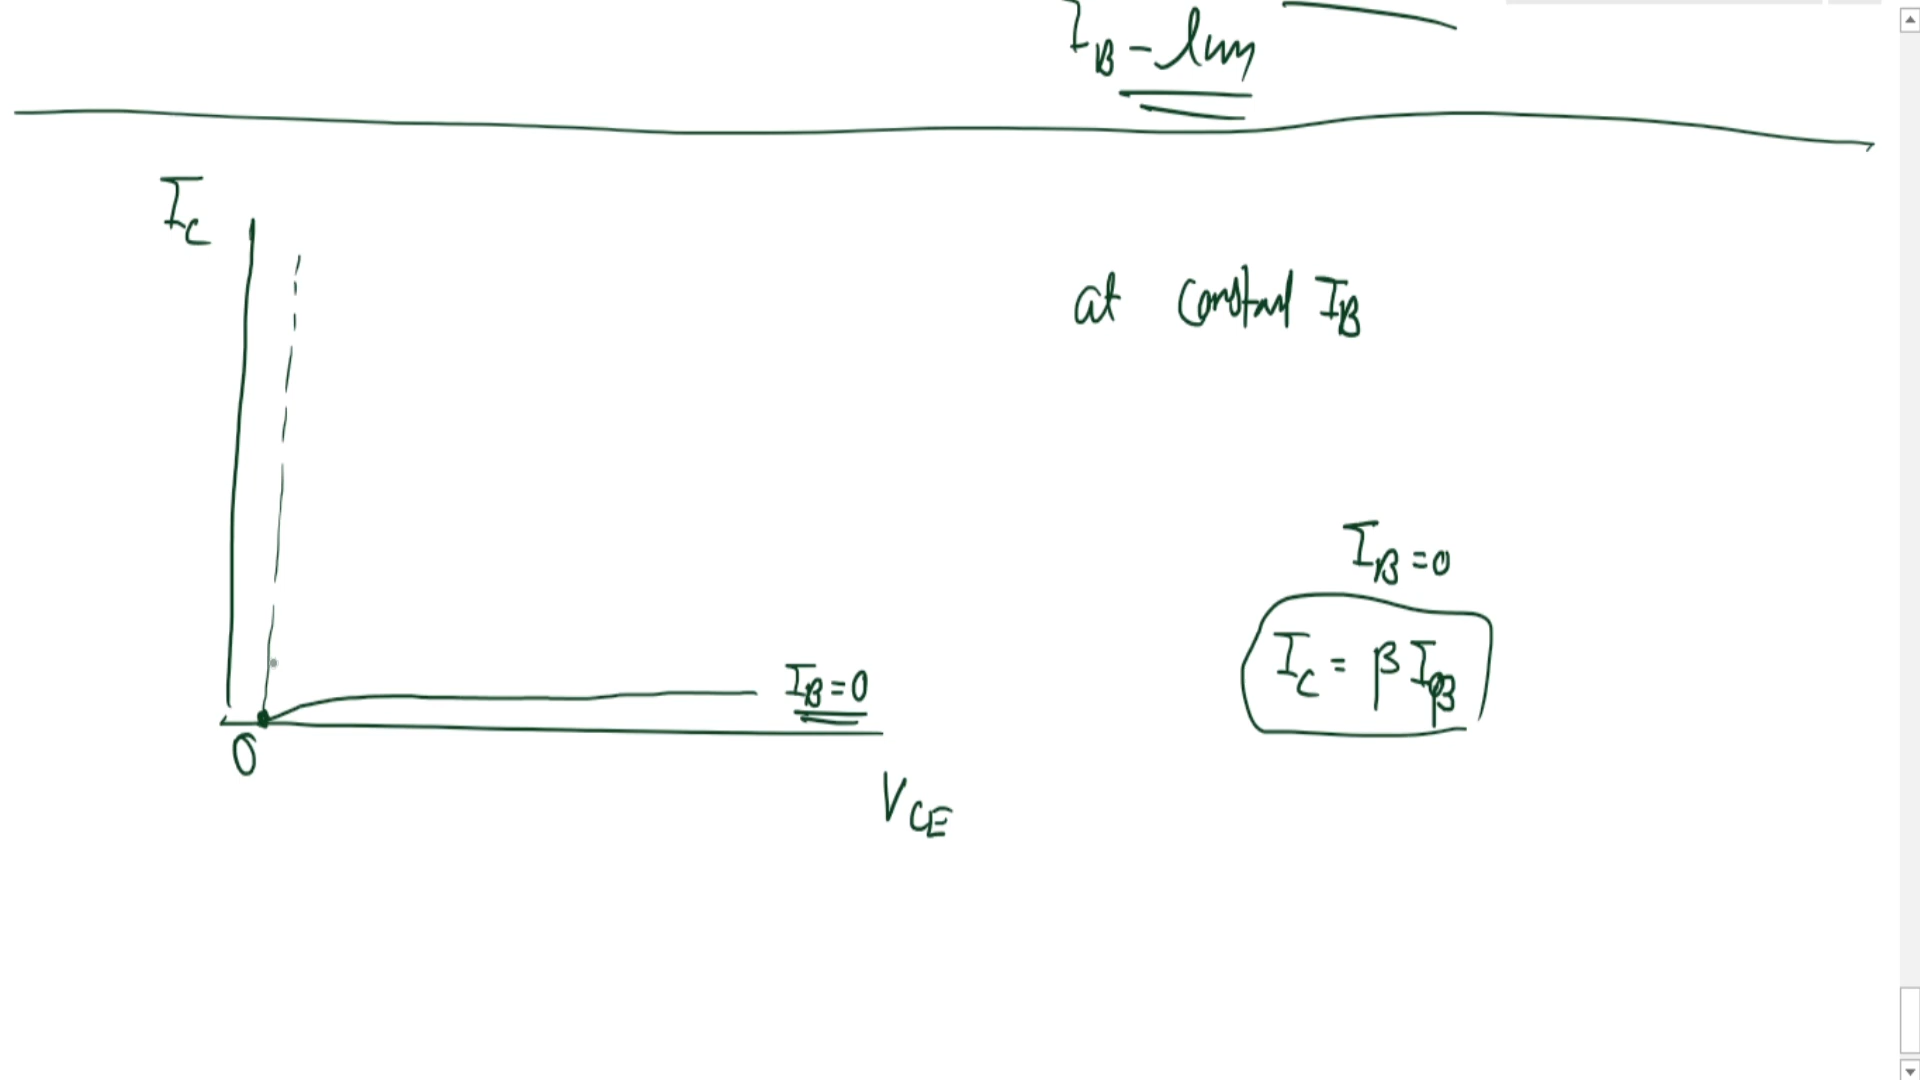 I_B -
I_C
at constant I_B
I_B = 0
I_C = β I_B
I_B = 0
0
V_CE